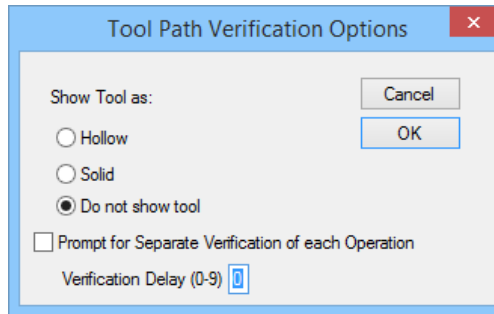 Tool Path Verification Options
Show Tool as:
Cancel
Hollow
OK
Solid
Do not show tool
Prompt for Separate Verification of each Operation
Verification Delay (0-9) 0